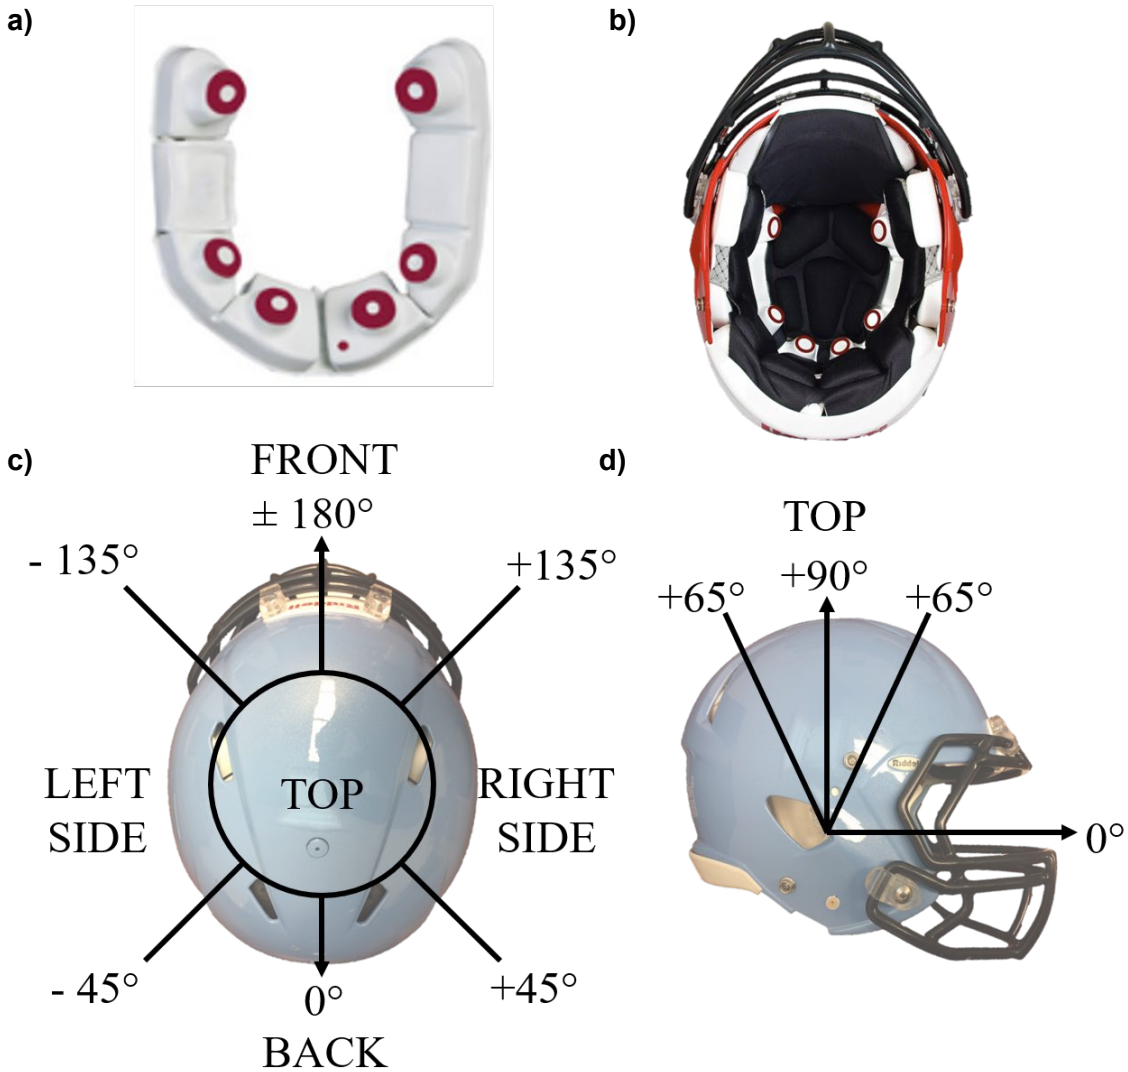 a)
b)
c)
FRONT
± 180°
- 135°
+135°
LEFT
SIDE
TOP
RIGHT
SIDE
- 45°
+45°
0°
BACK
d)
TOP
+90°
+65°
+65°
Riddell
0°